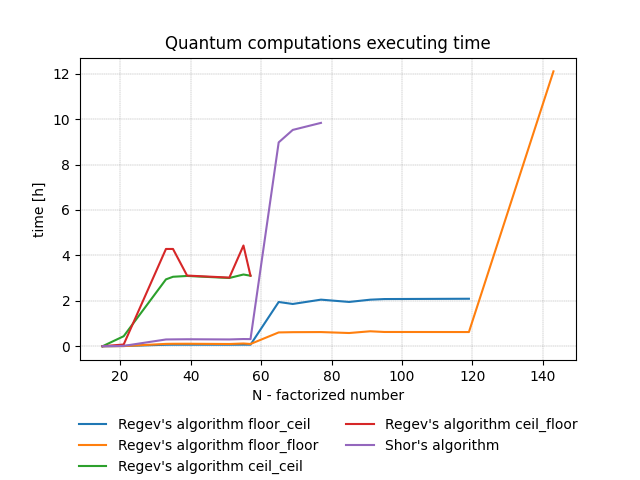 Quantum computations executing time
12
10
8
6
4
2
0
time [h]
20 40 60 80 100 120 140
N - factorized number
Regev's algorithm floor_ceil
Regev's algorithm floor_floor
Regev's algorithm ceil_ceil
Regev's algorithm ceil_floor
Shor's algorithm